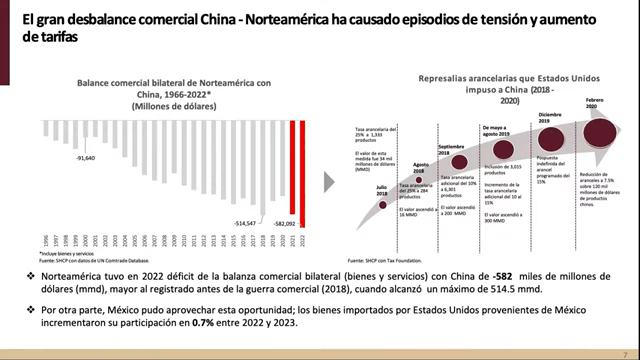 El gran desbalance comercial China - Norteamérica ha causado episodios de tensión y aumento
de tarifas
Balance comercial bilateral de Norteamérica con
China, 1966-2022*
(Millones de dólares)
-91,640
-514,547
-582,092
1996
1997
1998
1999
2000
2001
2002
2003
2004
2005
2006
2007
2008
2009
2010
2011
2012
2013
2014
2015
2016
2017
2018
2019
2020
2021
2022
*Incluye bienes y servicios
Fuente: SHCP con datos de UN Comtrade Database.
Represalias arancelarias que Estados Unidos
impuso a China (2018 -
2020)
Julio
2018
Tasa arancelaria del
25% a 1,333
productos
El valor de esta
medida fue 34 mil
millones de dólares
(MMD)
Agosto
2018
Tasa arancelaria
del 25% a 284
productos
El valor ascendió a
16 MMD
Septiembre
2018
Tasa arancelaria
adicional del 10%
a 6,301
productos
El valor ascendió
a 200 MMD
De mayo a
agosto 2019
Inclusión de 3,015
productos
Incremento de la
tasa arancelaria
adicional del 10 al
15%
El valor ascendió a
300 MMD
Diciembre
2019
Propuesta
indefinida del
arancel
programado del
15%
Febrero
2020
Reducción de
aranceles a 7.5%
sobre 120 mil
millones de dólares
de productos
chinos.
Fuente: SHCP con Tax Foundation.
❖ Norteamérica tuvo en 2022 déficit de la balanza comercial bilateral (bienes y servicios) con China de -582 miles de millones de
dólares (mmd), mayor al registrado antes de la guerra comercial (2018), cuando alcanzó un máximo de 514.5 mmd.
❖ Por otra parte, México pudo aprovechar esta oportunidad; los bienes importados por Estados Unidos provenientes de México
incrementaron su participación en 0.7% entre 2022 y 2023.
7